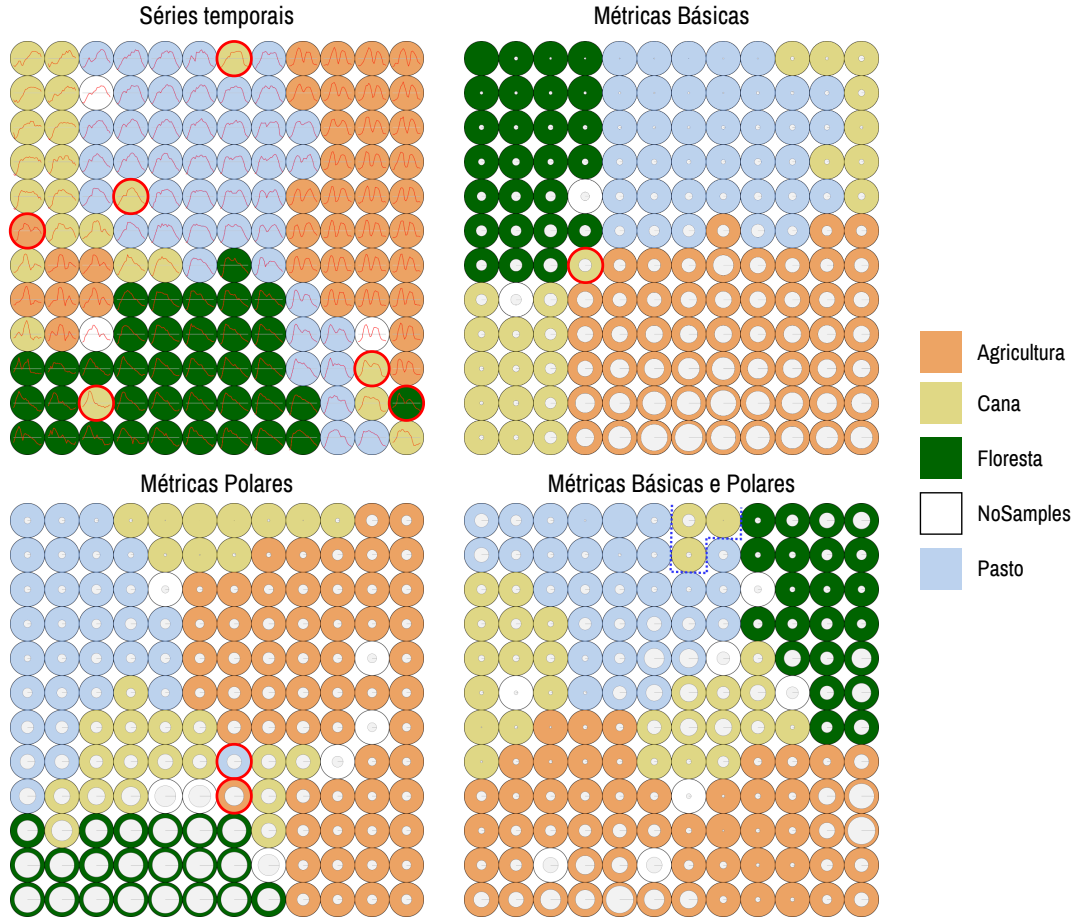 Séries temporais
Métricas Básicas
Métricas Polares
Métricas Básicas e Polares
Agricultura
Cana
Floresta
NoSamples
Pasto